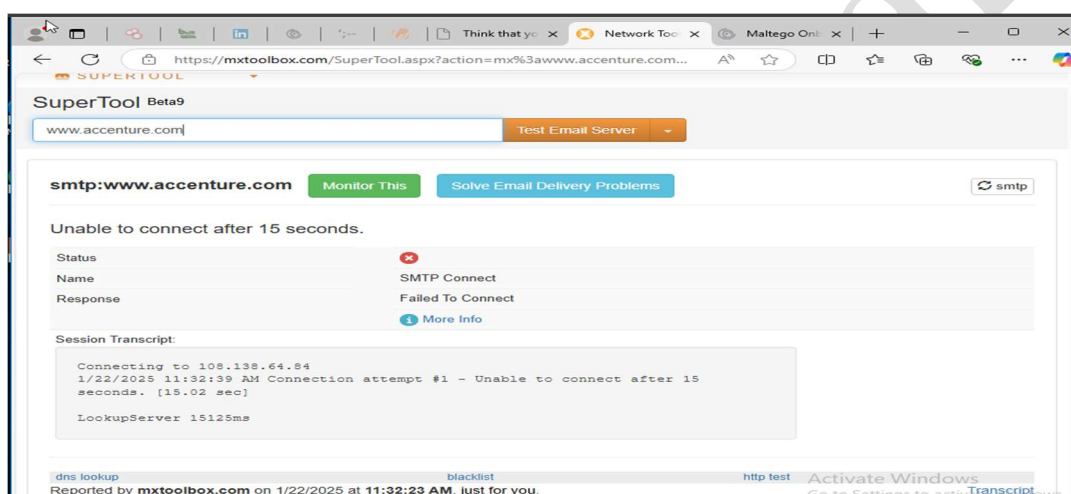 Think that yo
Network Too
Maltego Onl
https://mxtoolbox.com/SuperTool.aspx?action=mx%3awww.accenture.com...
SUPERTOOL
SuperTool Beta9
www.accenture.com
Test Email Server
smtp:www.accenture.com
Monitor This
Solve Email Delivery Problems
smtp
Unable to connect after 15 seconds.
Status
Name SMTP Connect
Response Failed To Connect
More Info
Session Transcript:
Connecting to 108.138.64.84
1/22/2025 11:32:39 AM Connection attempt #1 - Unable to connect after 15
seconds. [15.02 sec]
LookupServer 15125ms
dns lookup blacklist http test
Activate Windows
Reported by mxtoolbox.com on 1/22/2025 at 11:32:23 AM, just for you.
Go to Settings to
Transcript